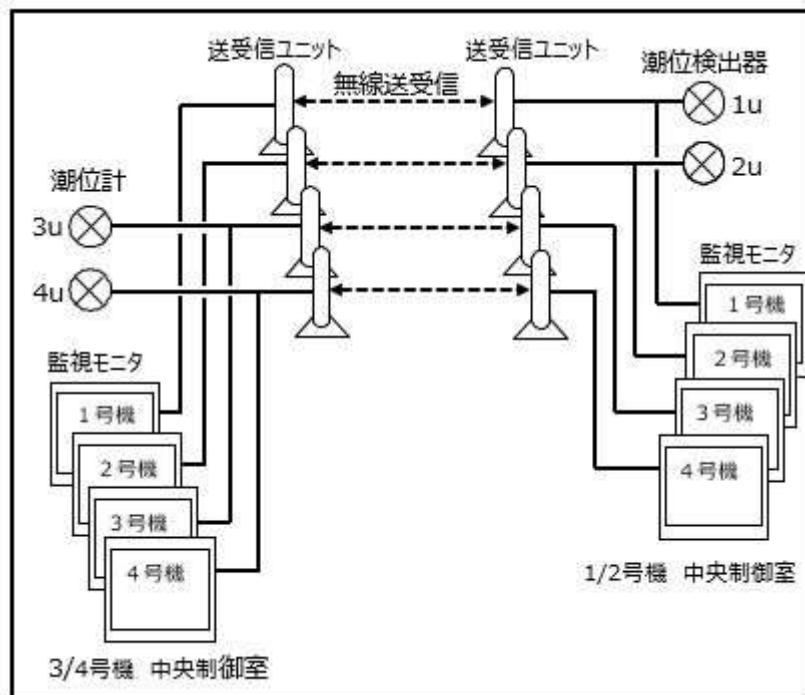 送受信ユニット
送受信ユニット
無線送受信
潮位検出器
1u
2u
潮位計
3u
4u
監視モニタ
1号機
2号機
3号機
4号機
監視モニタ
1号機
2号機
3号機
4号機
1/2号機 中央制御室
3/4号機 中央制御室